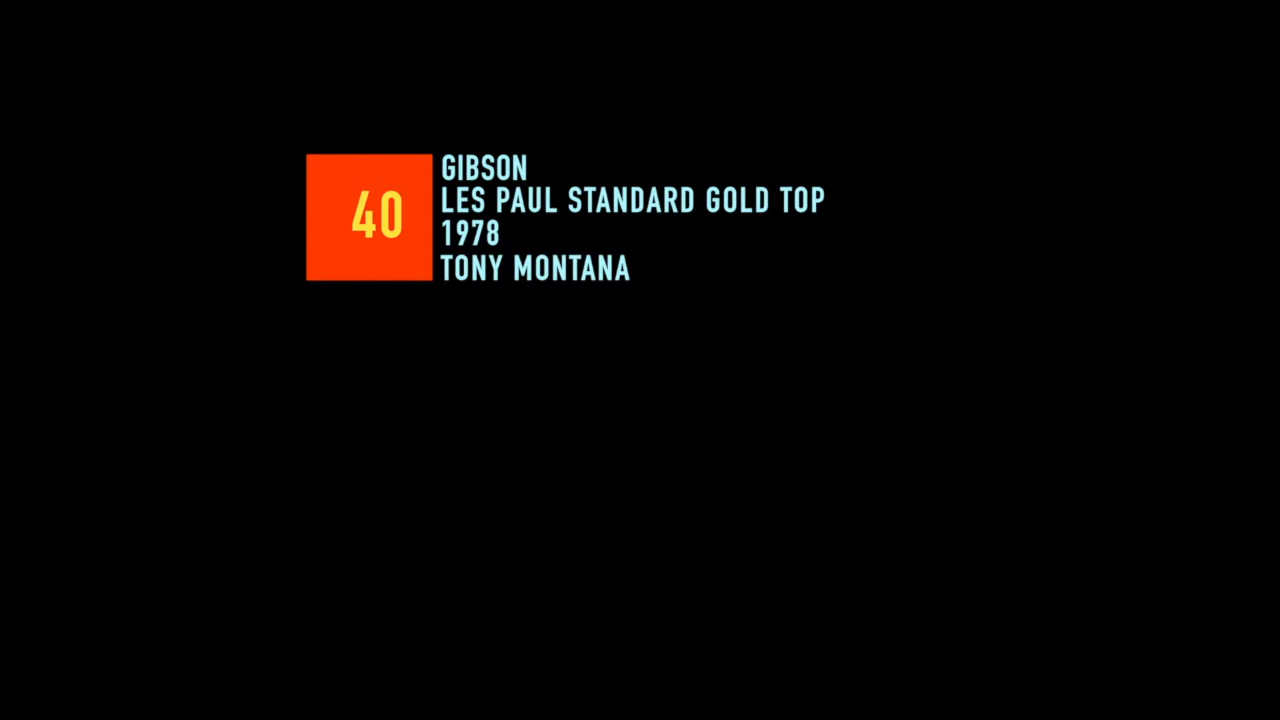 40
GIBSON
LES PAUL STANDARD GOLD TOP
1978
TONY MONTANA